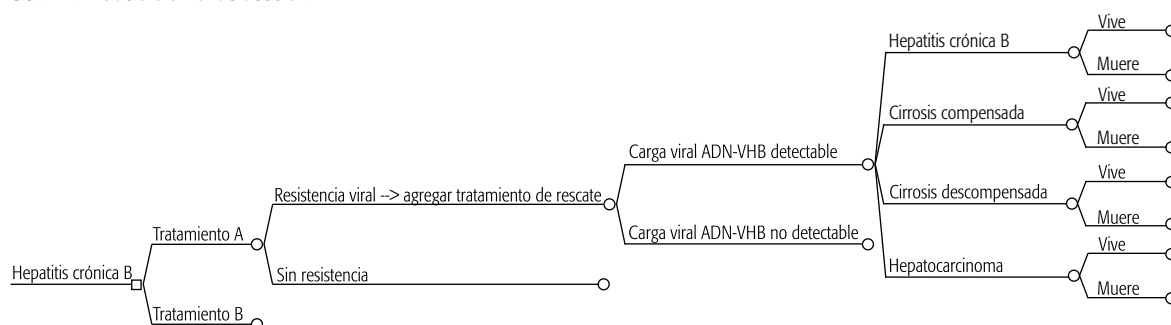 Hepatitis crónica B
Tratamiento A
Tratamiento B
Resistencia viral --> agregar tratamiento de rescate
Sin resistencia
Carga viral ADN-VHB detectable
Carga viral ADN-VHB no detectable
Hepatitis crónica B
Vive
Muere
Cirrosis compensada
Vive
Muere
Cirrosis descompensada
Vive
Muere
Hepatocarcinoma
Vive
Muere